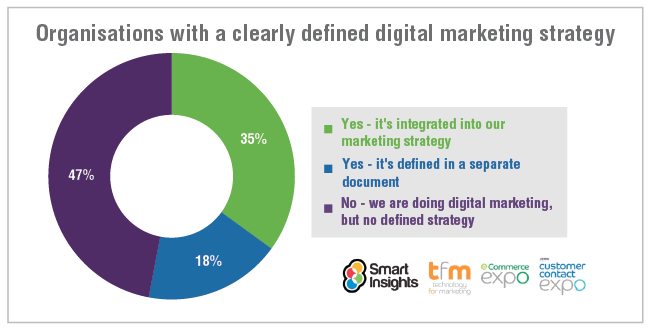 Organisations with a clearly defined digital marketing strategy
35%
47%
18%
Yes - it's integrated into our
marketing strategy
Yes - it's defined in a separate
document
No - we are doing digital marketing,
but no defined strategy
Smart
Insights
tfm
technology
for marketing
eCommerce
expo
customer
contact
expo